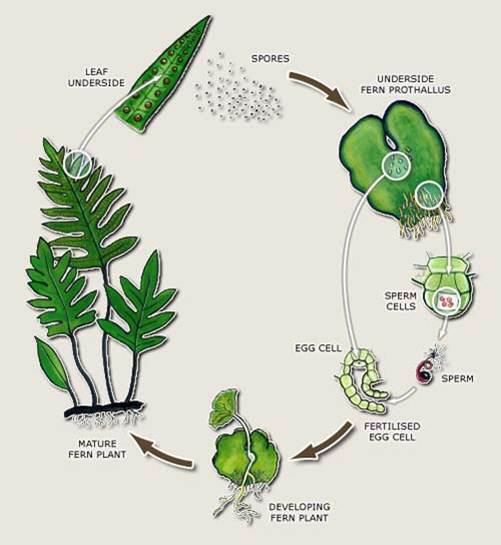 LEAF
UNDERSIDE
SPORES
UNDERSIDE
FERN PROTHALLUS
SPERM
CELLS
EGG CELL
SPERM
FERTILISED
EGG CELL
DEVELOPING
FERN PLANT
MATURE
FERN PLANT